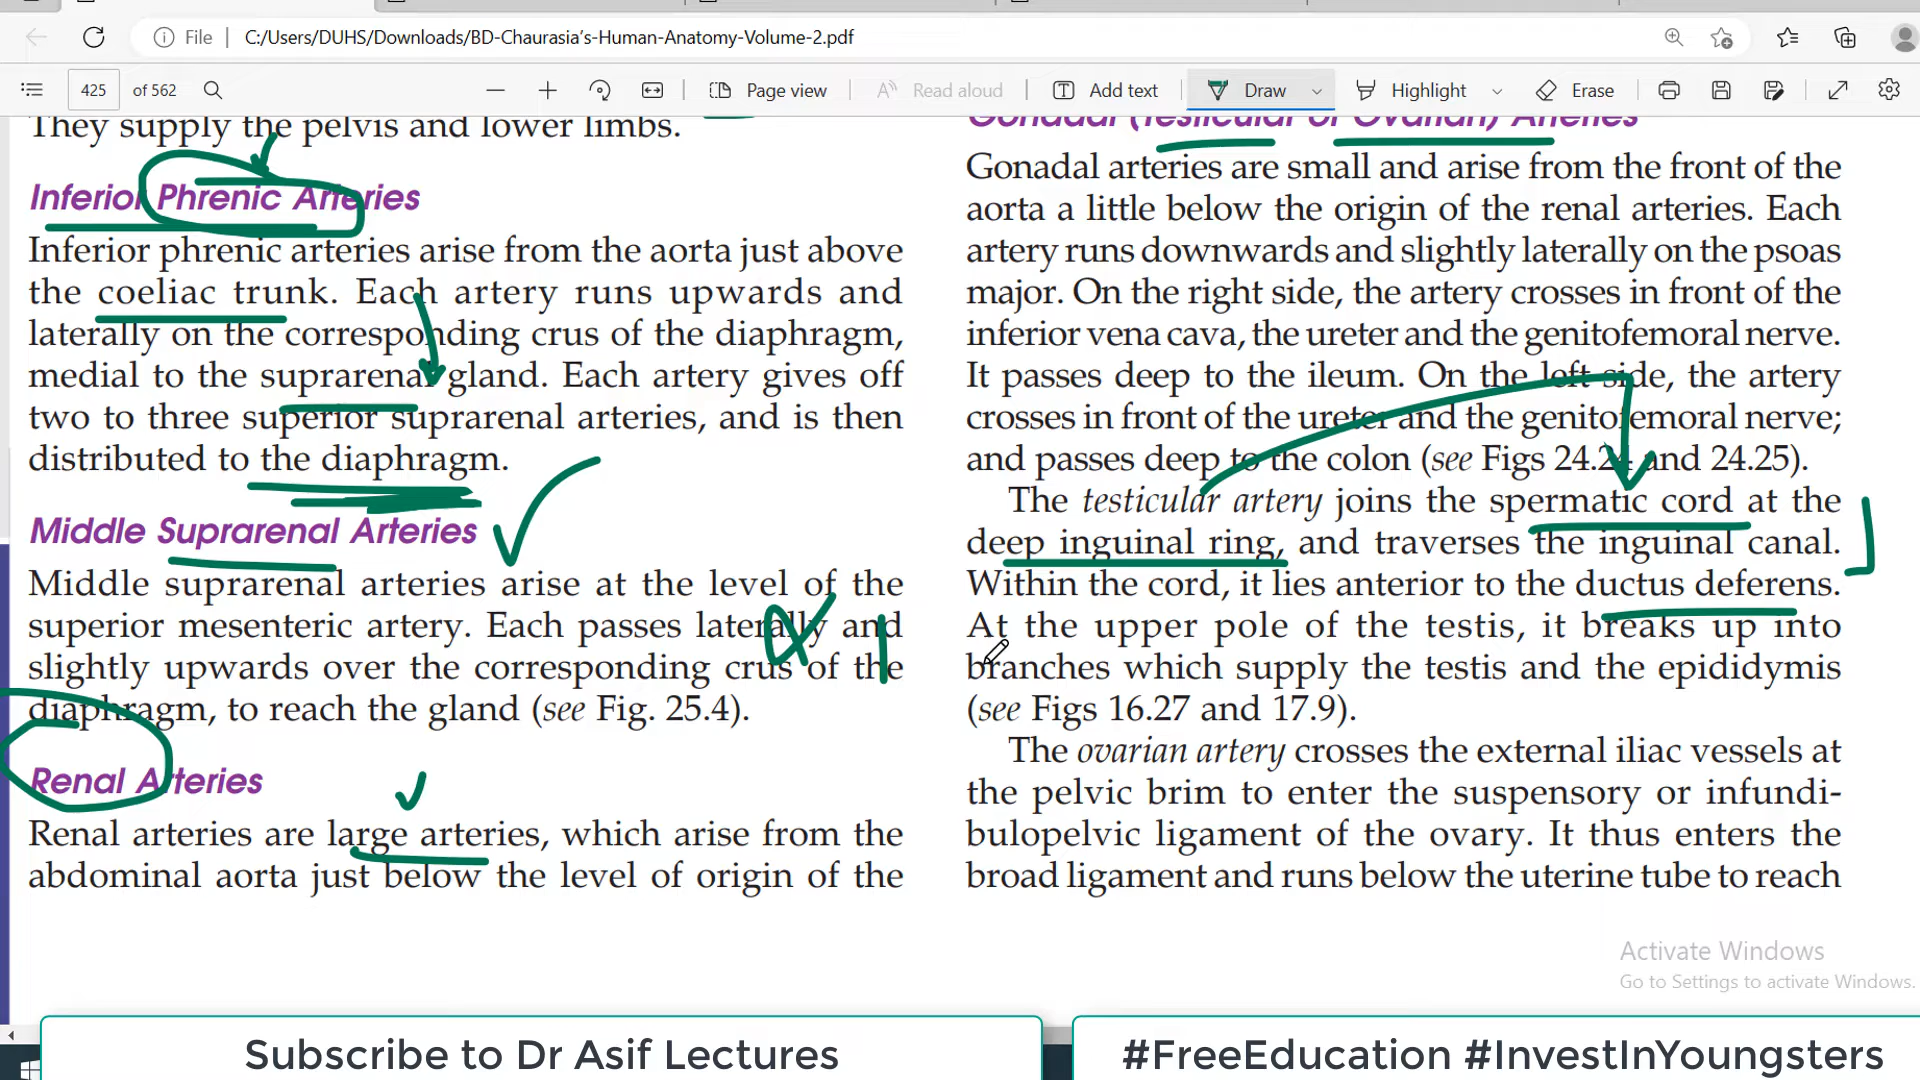 File | C:/Users/DUHS/Downloads/BD-Chaurasia's-Human-Anatomy-Volume-2.pdf
425 of 562 Page view Read aloud Add text Draw Highlight Erase
They supply the pelvis and lower limbs.
Inferior Phrenic Arteries
Inferior phrenic arteries arise from the aorta just above
the coeliac trunk. Each artery runs upwards and
laterally on the corresponding crus of the diaphragm,
medial to the suprarenal gland. Each artery gives off
two to three superior suprarenal arteries, and is then
distributed to the diaphragm.
Middle Suprarenal Arteries
Middle suprarenal arteries arise at the level of the
superior mesenteric artery. Each passes laterally and
slightly upwards over the corresponding crus of the
diaphragm, to reach the gland (see Fig. 25.4).
Renal Arteries
Renal arteries are large arteries, which arise from the
abdominal aorta just below the level of origin of the
Gonadal (Testicular or Ovarian) Arteries
Gonadal arteries are small and arise from the front of the
aorta a little below the origin of the renal arteries. Each
artery runs downwards and slightly laterally on the psoas
major. On the right side, the artery crosses in front of the
inferior vena cava, the ureter and the genitofemoral nerve.
It passes deep to the ileum. On the left side, the artery
crosses in front of the ureter and the genitofemoral nerve;
and passes deep to the colon (see Figs 24.24 and 24.25).
The testicular artery joins the spermatic cord at the
deep inguinal ring, and traverses the inguinal canal.
Within the cord, it lies anterior to the ductus deferens.
At the upper pole of the testis, it breaks up into
branches which supply the testis and the epididymis
(see Figs 16.27 and 17.9).
The ovarian artery crosses the external iliac vessels at
the pelvic brim to enter the suspensory or infundi-
bulopelvic ligament of the ovary. It thus enters the
broad ligament and runs below the uterine tube to reach
Activate Windows
Go to Settings to activate Windows.
Subscribe to Dr Asif Lectures
#FreeEducation #InvestInYoungsters